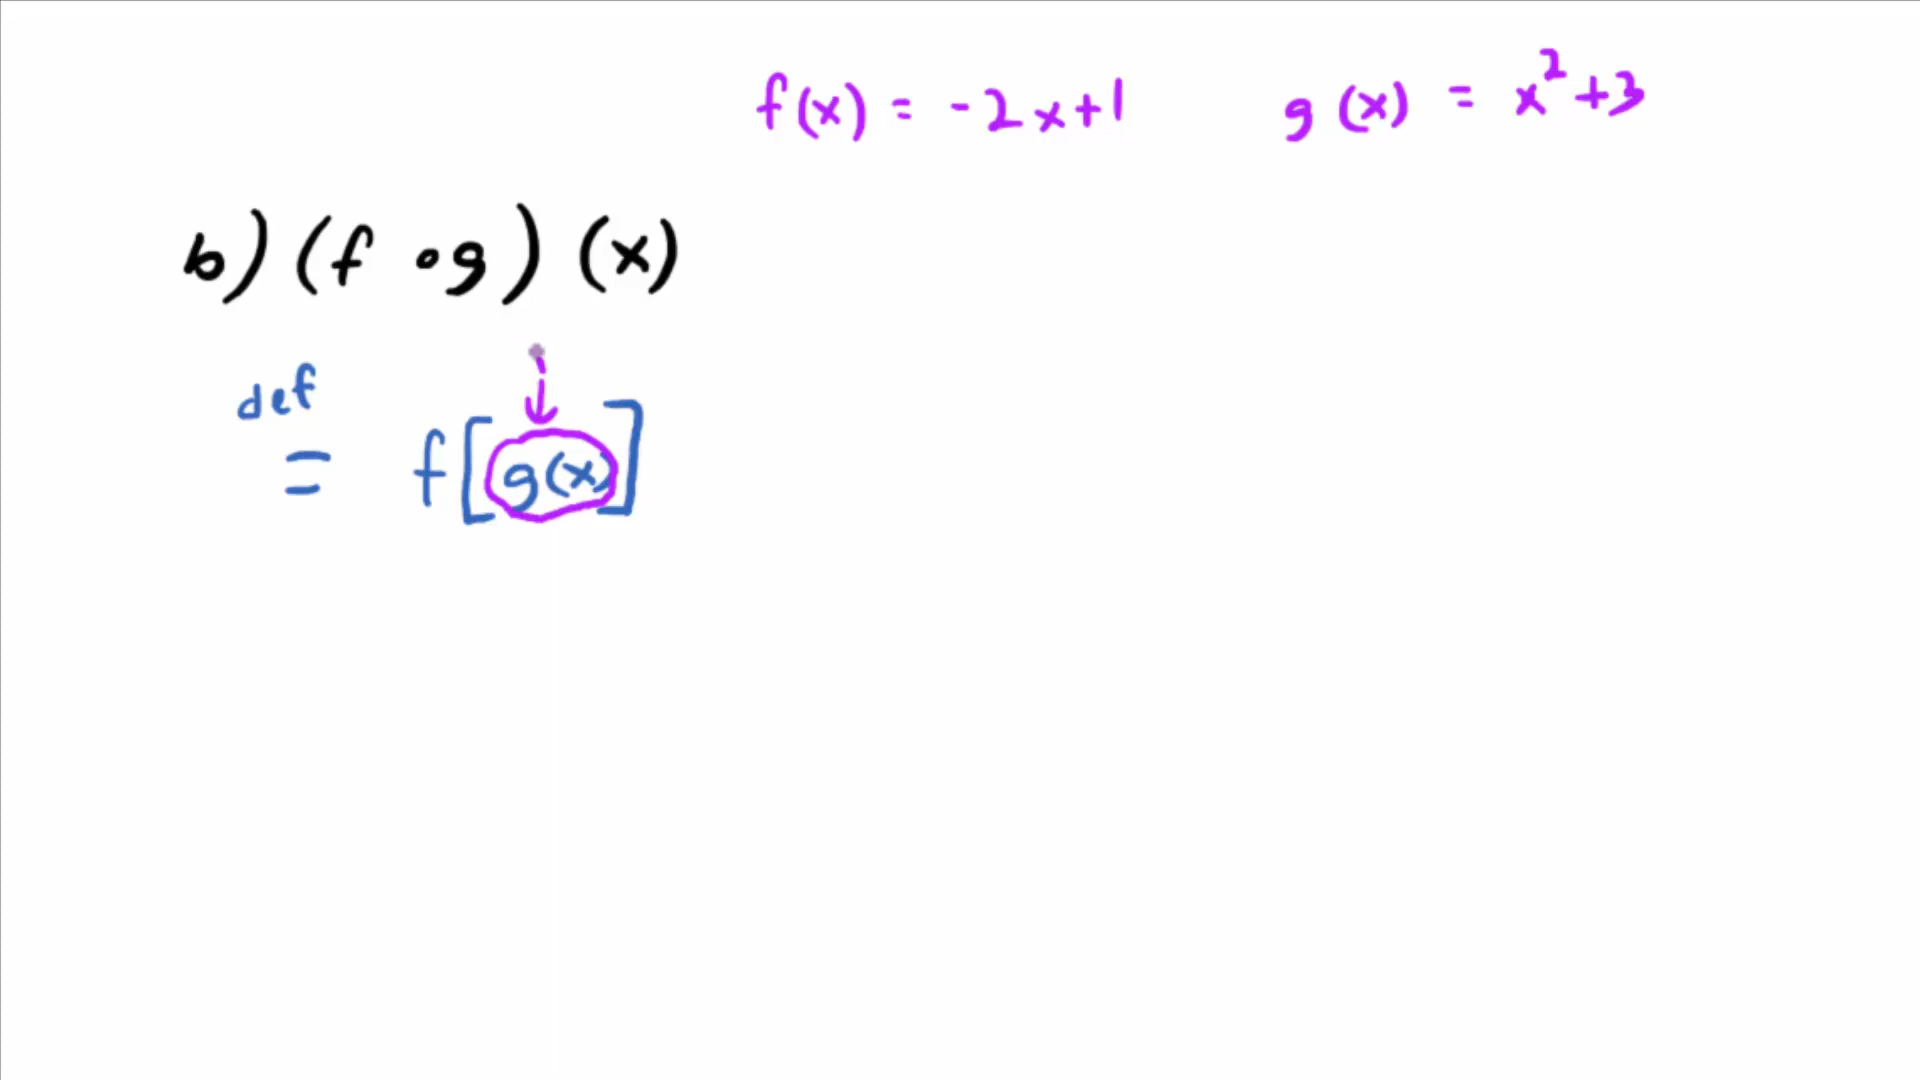 f(x) = -2x+1 g(x) = x²+3
b) (f ∘ g) (x)
def
= f[g(x)]